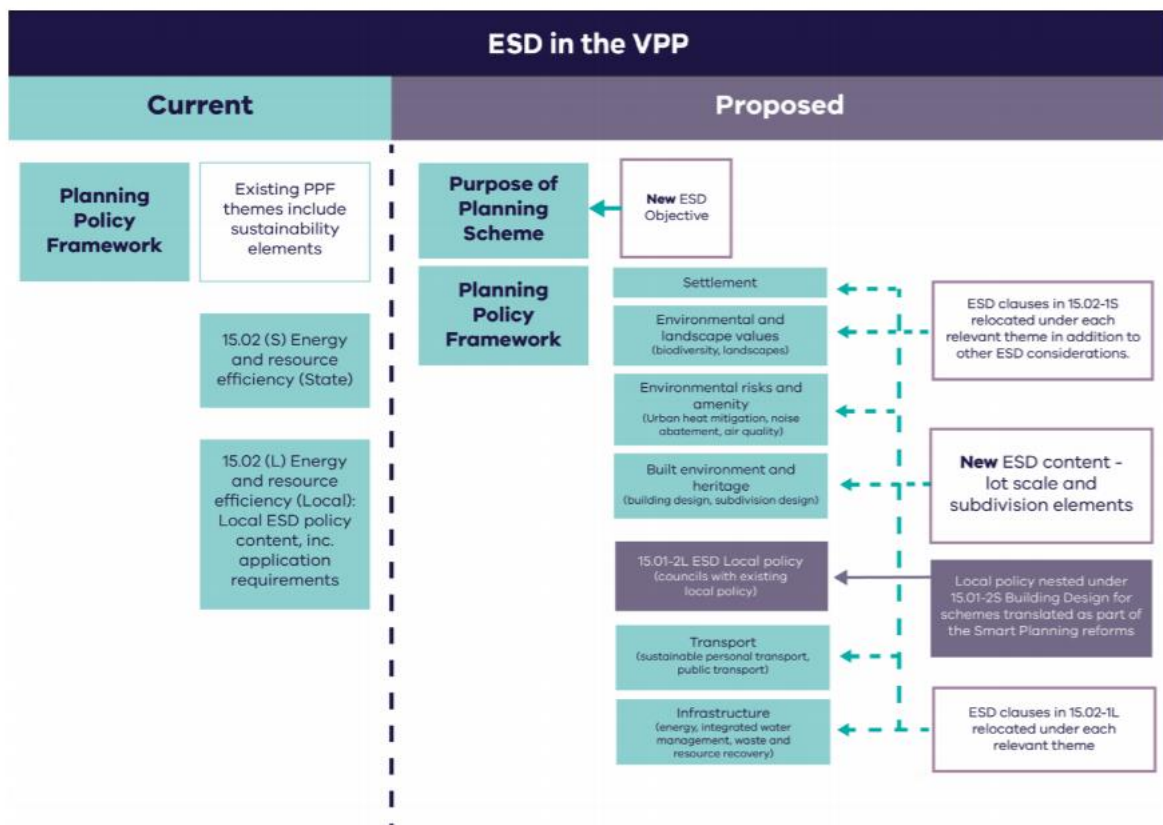 ESD in the VPP
Current
Proposed
Planning
Policy
Framework
Existing PPF
themes include
sustainability
elements
15.02 (S) Energy
and resource
efficiency (State)
15.02 (L) Energy
and resource
efficiency (Local):
Local ESD policy
content, inc.
application
requirements
Purpose of
Planning
Scheme
New ESD
Objective
Planning
Policy
Framework
Settlement
Environmental and
landscape values
(biodiversity, landscapes)
Environmental risks and
amenity
(Urban heat mitigation, noise
abatement, air quality)
Built environment and
heritage
(building design, subdivision design)
15.01-2L ESD Local policy
(councils with existing
local policy)
Transport
(sustainable personal transport,
public transport)
Infrastructure
(energy, integrated water
management, waste and
resource recovery)
ESD clauses in 15.02-1S
relocated under each
relevant theme in addition to
other ESD considerations.
New ESD content -
lot scale and
subdivision elements
Local policy nested under
15.01-2S Building Design for
schemes translated as part of
the Smart Planning reforms
ESD clauses in 15.02-1L
relocated under each
relevant theme